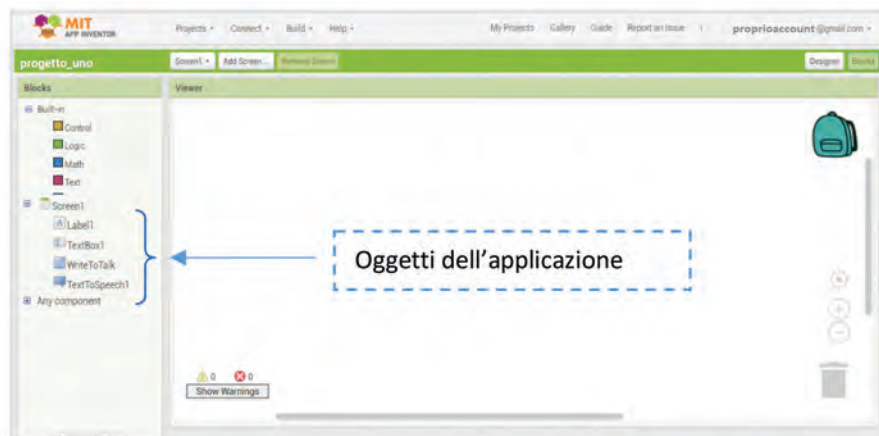 MIT
APP INVENTOR
Projects Connect Build Help My Projects Gallery Guide Report an Issue proprioaccount@gmail.com
progetto_uno Screen1 Add Screen... Remove Screen Designer Blocks
Blocks Viewer
Built-in
Control
Logic
Math
Text
Screen1
Label1
TextBox1
WriteToTalk
TextToSpeech1
Any component
Oggetti dell’applicazione
0 0
Show Warnings